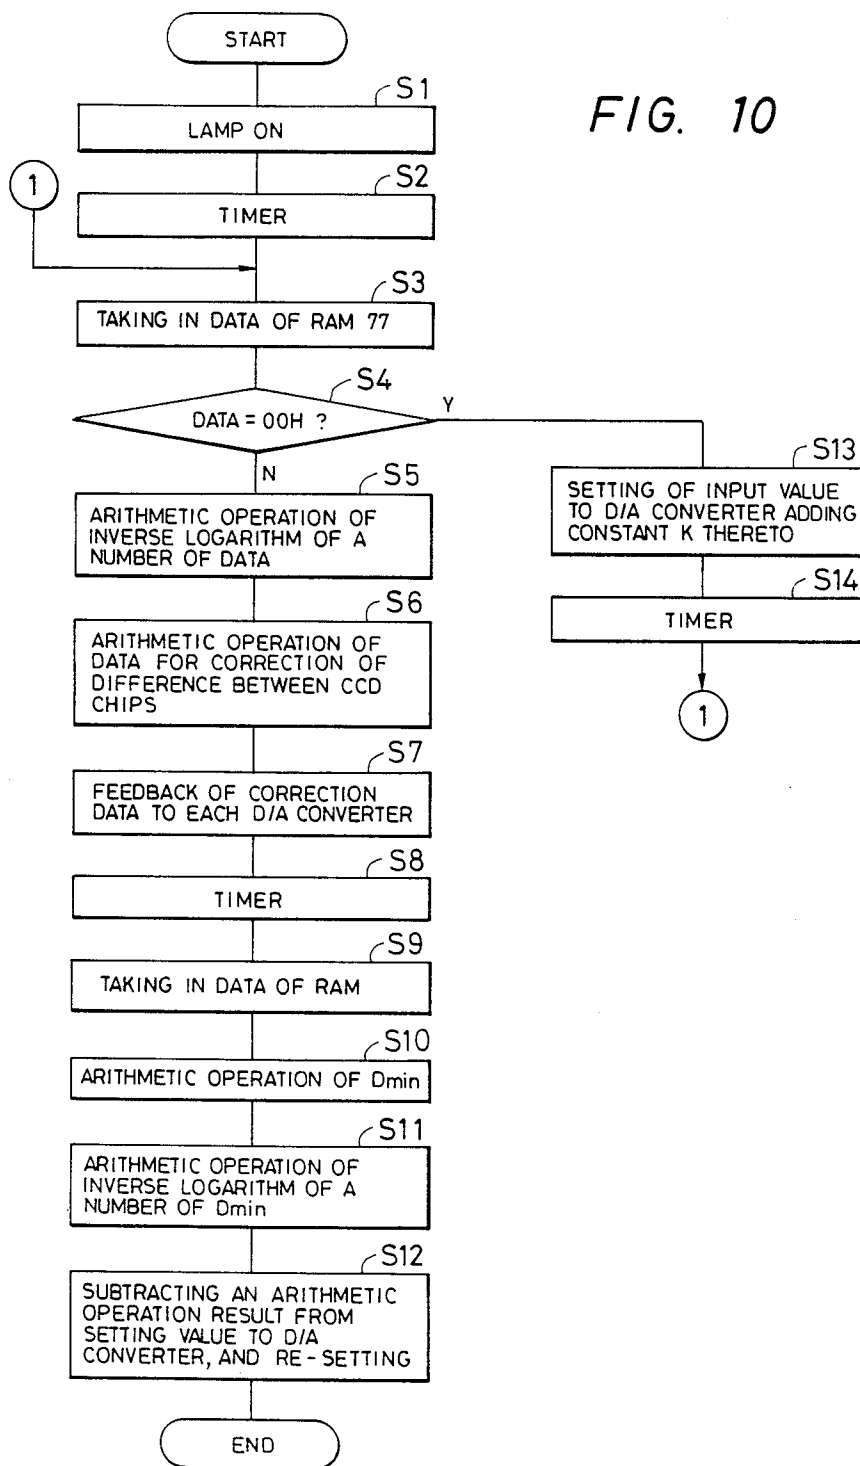 START
FIG. 10
S1
LAMP ON
1
S2
TIMER
S3
TAKING IN DATA OF RAM 77
S4
DATA = 00H ?
Y
N
S5
ARITHMETIC OPERATION OF
INVERSE LOGARITHM OF A
NUMBER OF DATA
S13
SETTING OF INPUT VALUE
TO D/A CONVERTER ADDING
CONSTANT K THERETO
S6
ARITHMETIC OPERATION OF
DATA FOR CORRECTION OF
DIFFERENCE BETWEEN CCD
CHIPS
S14
TIMER
1
S7
FEEDBACK OF CORRECTION
DATA TO EACH D/A CONVERTER
S8
TIMER
S9
TAKING IN DATA OF RAM
S10
ARITHMETIC OPERATION OF Dmin
S11
ARITHMETIC OPERATION OF
INVERSE LOGARITHM OF A
NUMBER OF Dmin
S12
SUBTRACTING AN ARITHMETIC
OPERATION RESULT FROM
SETTING VALUE TO D/A
CONVERTER, AND RE-SETTING
END